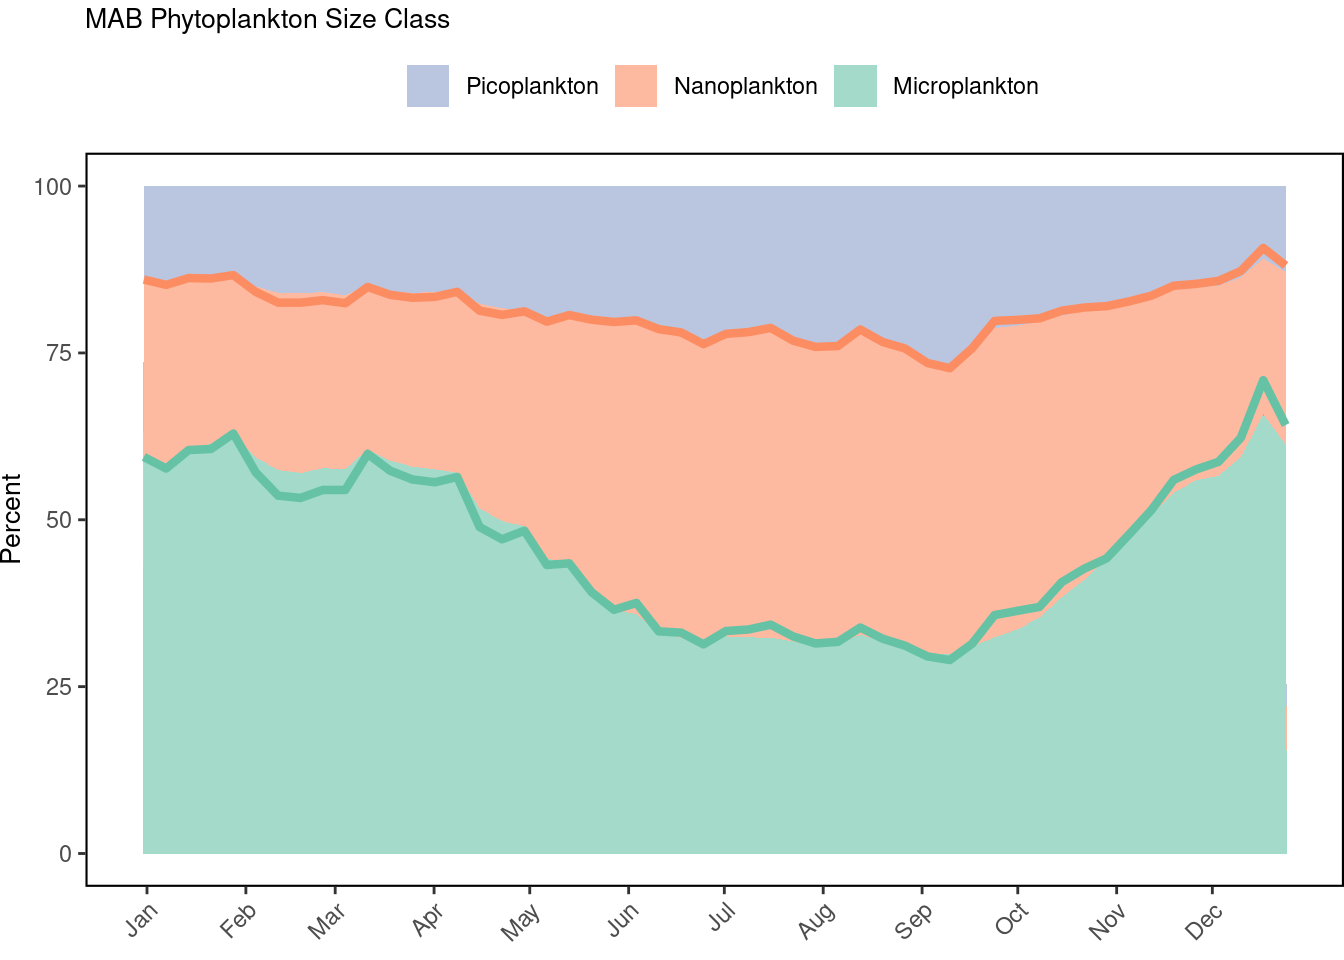 MAB Phytoplankton Size Class
Picoplankton Nanoplankton Microplankton
Percent
100
75
50
25
0
Jan Feb Mar Apr May Jun Jul Aug Sep Oct Nov Dec